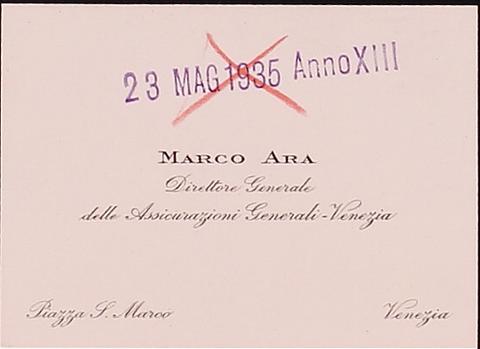 23 MAG 1935 Anno XIII
MARCO ARA
Direttore Generale
delle Assicurazioni Generali-Venezia
Piazza S. Marco Venezia